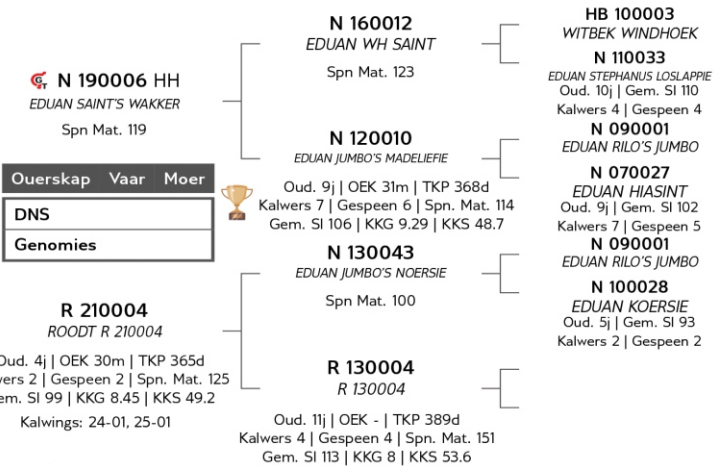 N 190006 HH
EDUAN SAINT'S WAKKER
Spn Mat. 119
Ouerskap Vaar Moer
DNS
Genomies
R 210004
ROODT R 210004
Oud. 4j | OEK 30m | TKP 365d
2 | Gespeen 2 | Spn. Mat. 125
SI 99 | KKG 8.45 | KKS 49.2
Kalwings: 24-01, 25-01
N 160012
EDUAN WH SAINT
Spn Mat. 123
N 120010
EDUAN JUMBO'S MADELIEFIE
Oud. 9j | OEK 31m | TKP 368d
Kalwers 7 | Gespeen 6 | Spn. Mat. 114
Gem. SI 106 | KKG 9.29 | KKS 48.7
N 130043
EDUAN JUMBO'S NOERSIE
Spn Mat. 100
R 130004
R 130004
Oud. 11j | OEK - | TKP 389d
Kalwers 4 | Gespeen 4 | Spn. Mat. 151
Gem. SI 113 | KKG 8 | KKS 53.6
HB 100003
WITBEK WINDHOEK
N 110033
EDUAN STEPHANUS LOSLAPPIE
Oud. 10j | Gem. SI 110
Kalwers 4 | Gespeen 4
N 090001
EDUAN RILO'S JUMBO
N 070027
EDUAN HIASINT
Oud. 9j | Gem. SI 102
Kalwers 7 | Gespeen 5
N 090001
EDUAN RILO'S JUMBO
N 100028
EDUAN KOERSIE
Oud. 5j | Gem. SI 93
Kalwers 2 | Gespeen 2